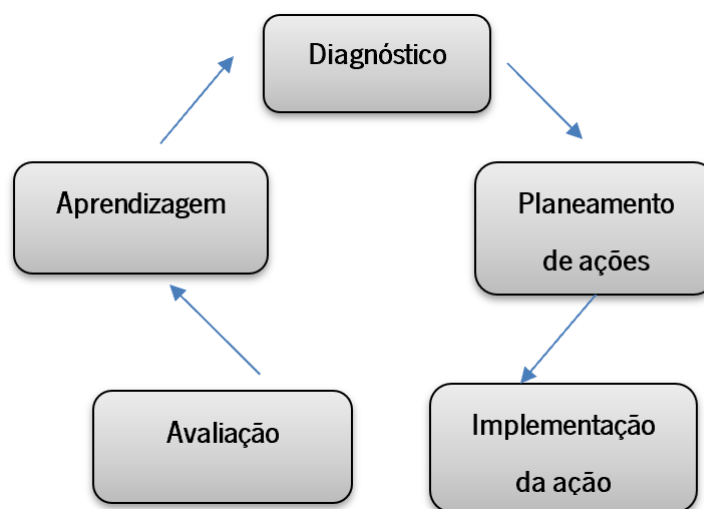 Diagnóstico
Planeamento
de ações
Implementação
da ação
Avaliação
Aprendizagem